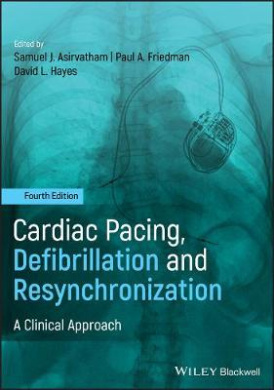 Edited by
Samuel J. Asirvatham | Paul A. Friedman
David L. Hayes
Fourth Edition
Cardiac Pacing,
Defibrillation and
Resynchronization
A Clinical Approach
WILEY Blackwell